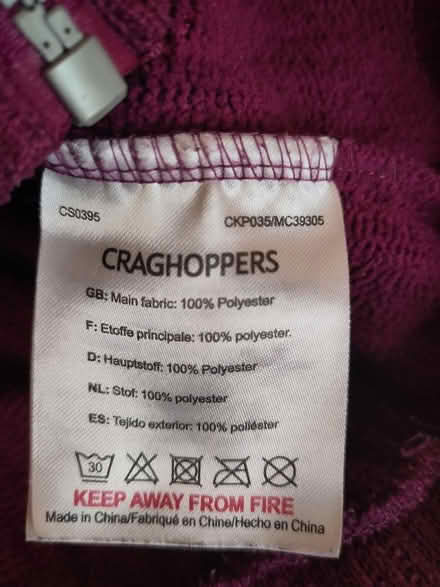 CS0395 CKP035/MC39305
CRAGHOPPERS
GB: Main fabric: 100% Polyester
F: Etoffe principale: 100% polyester.
D: Hauptstoff: 100% Polyester
NL: Stof: 100% polyester
ES: Tejido exterior: 100% poliéster
30
KEEP AWAY FROM FIRE
Made in China/Fabriqué en Chine/Hecho en China